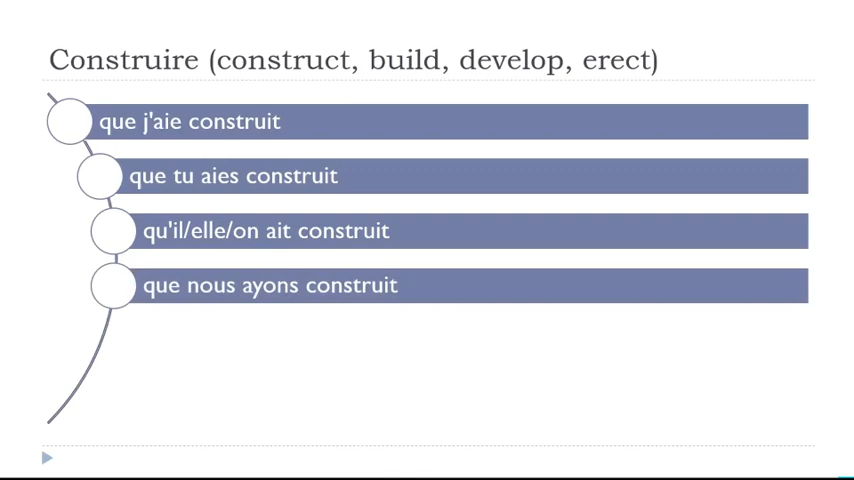 Construire (construct, build, develop, erect)
que j'aie construit
que tu aies construit
qu'il/elle/on ait construit
que nous ayons construit